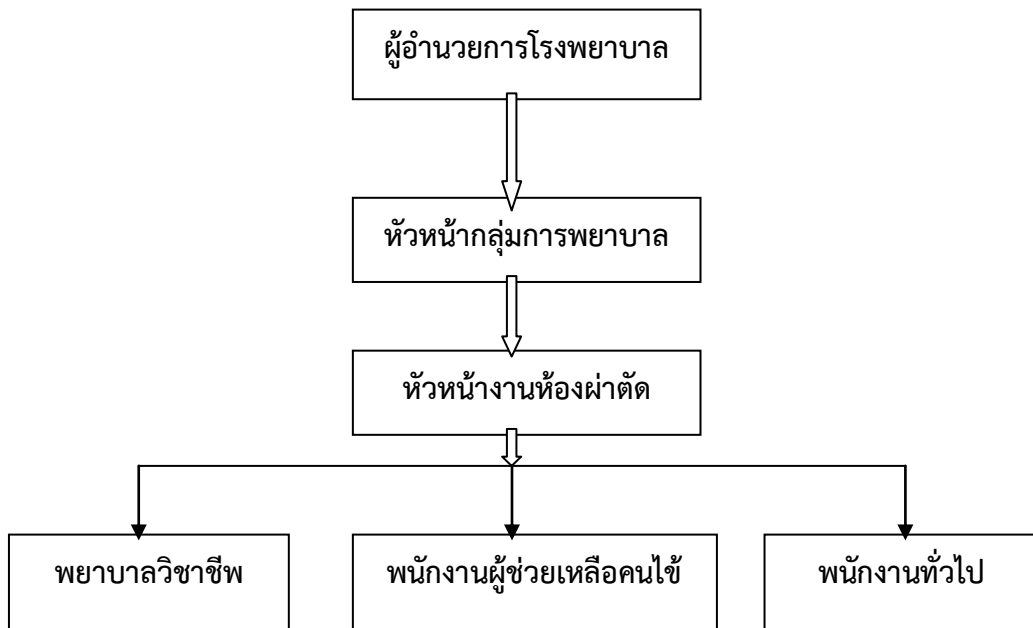 ผู้อำนวยการโรงพยาบาล
หัวหน้ากลุ่มการพยาบาล
หัวหน้างานห้องผ่าตัด
พยาบาลวิชาชีพ
พนักงานผู้ช่วยเหลือคนไข้
พนักงานทั่วไป